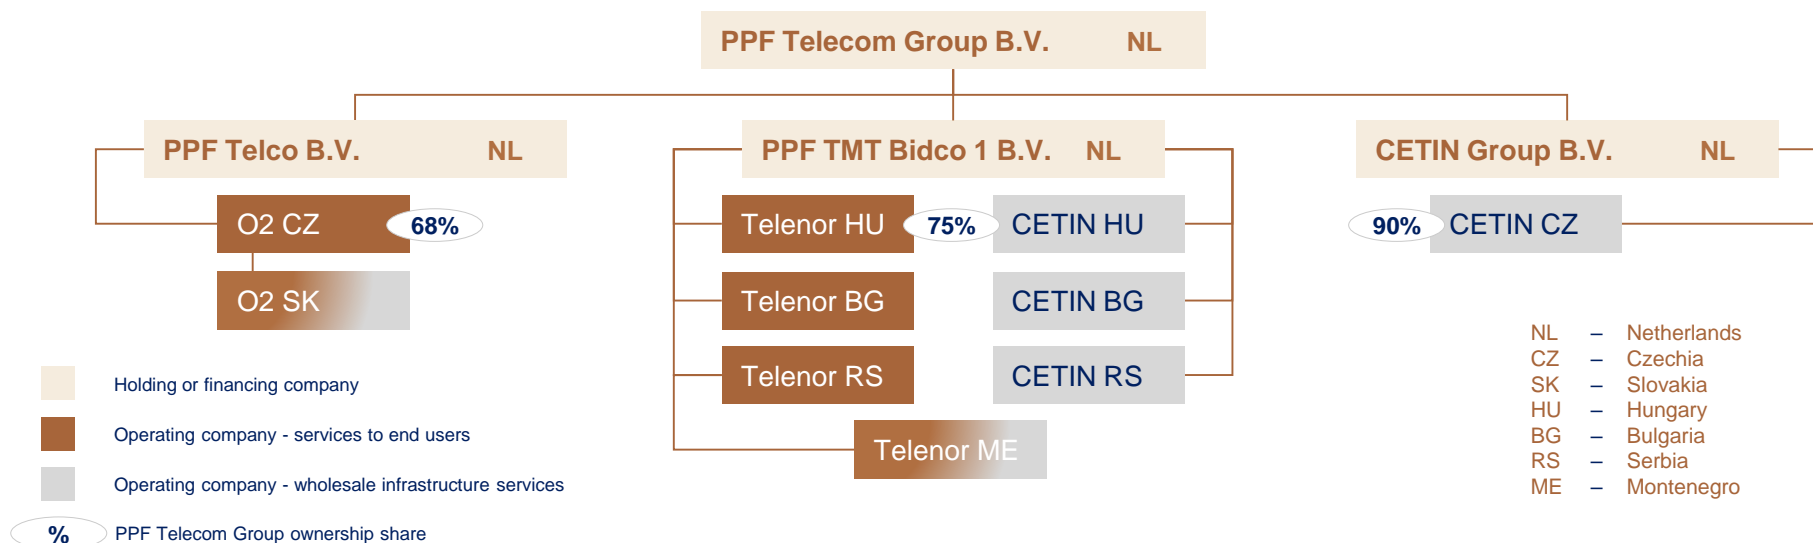 PPF Telecom Group B.V. NL
PPF Telco B.V. NL
PPF TMT Bidco 1 B.V. NL
CETIN Group B.V. NL
O2 CZ 68%
Telenor HU 75% CETIN HU
90% CETIN CZ
O2 SK
Telenor BG CETIN BG
Telenor RS CETIN RS
Telenor ME
Holding or financing company
Operating company - services to end users
Operating company - wholesale infrastructure services
% PPF Telecom Group ownership share
NL – Netherlands
CZ – Czechia
SK – Slovakia
HU – Hungary
BG – Bulgaria
RS – Serbia
ME – Montenegro